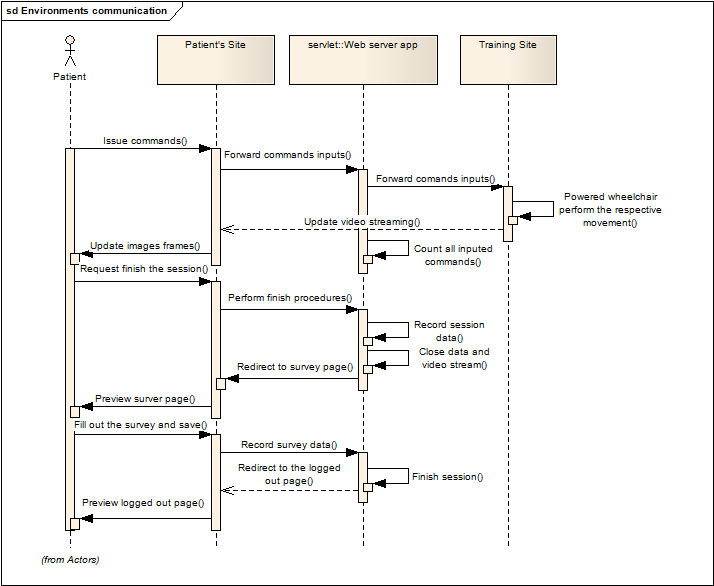 sd Environments communication
Patient
Patient's Site
servlet::Web server app
Training Site
Issue commands()
Forward commands inputs()
Forward comands inputs()
Powered wheelchair
perform the respective
movement()
Update video streaming()
Update images frames()
Count all inputed
commands()
Request finish the session()
Perform finish procedures()
Record session
data()
Close data and
video stream()
Redirect to survey page()
Preview surver page()
Fill out the survey and save()
Record survey data()
Redirect to the logged
out page()
Finish session()
Preview logged out page()
(from Actors)